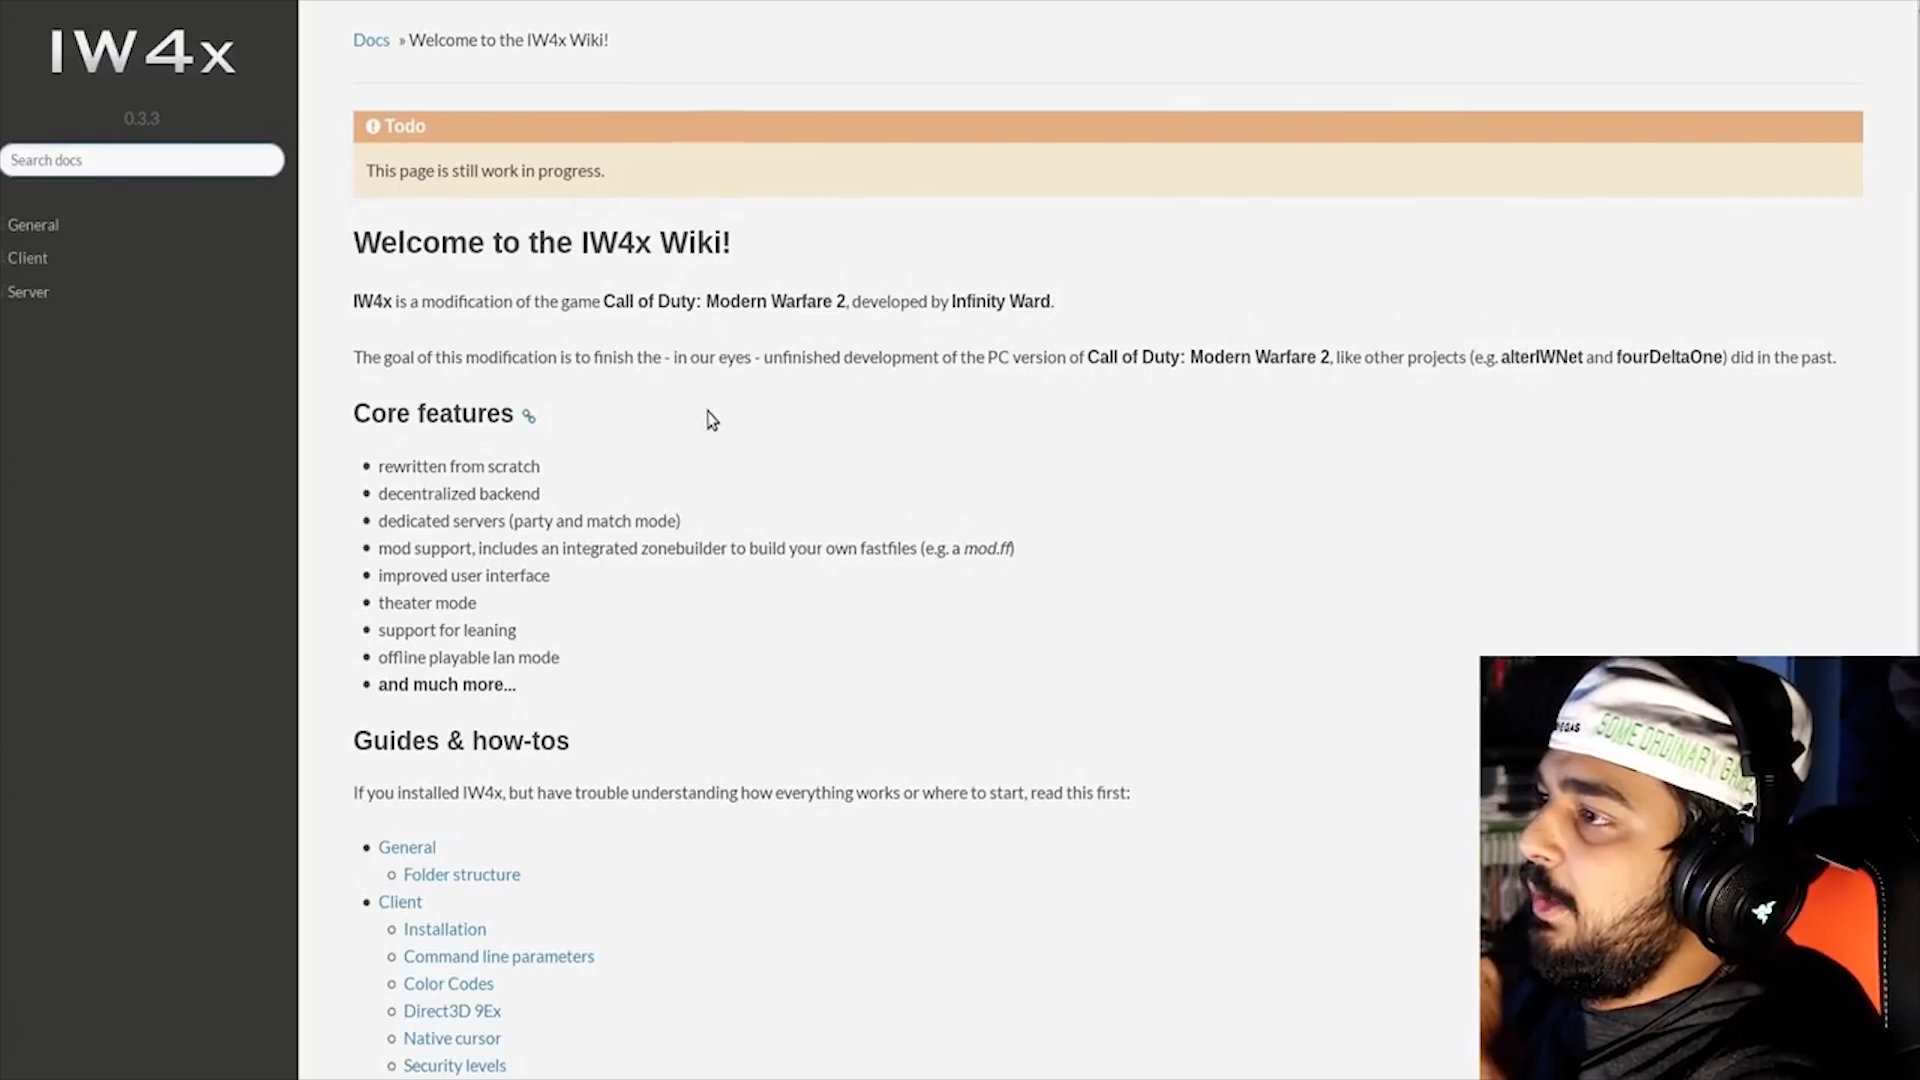 IW4x
0.3.3
Search docs
General
Client
Server
Docs » Welcome to the IW4x Wiki!
Todo
This page is still work in progress.
Welcome to the IW4x Wiki!
IW4x is a modification of the game Call of Duty: Modern Warfare 2, developed by Infinity Ward.
The goal of this modification is to finish the - in our eyes - unfinished development of the PC version of Call of Duty: Modern Warfare 2, like other projects (e.g. alterIWNet and fourDeltaOne) did in the past.
Core features
rewritten from scratch
decentralized backend
dedicated servers (party and match mode)
mod support, includes an integrated zonebuilder to build your own fastfiles (e.g. a mod.ff)
improved user interface
theater mode
support for leaning
offline playable lan mode
and much more...
Guides & how-tos
If you installed IW4x, but have trouble understanding how everything works or where to start, read this first:
General
Folder structure
Client
Installation
Command line parameters
Color Codes
Direct3D 9Ex
Native cursor
Security levels
SOME ORDINARY